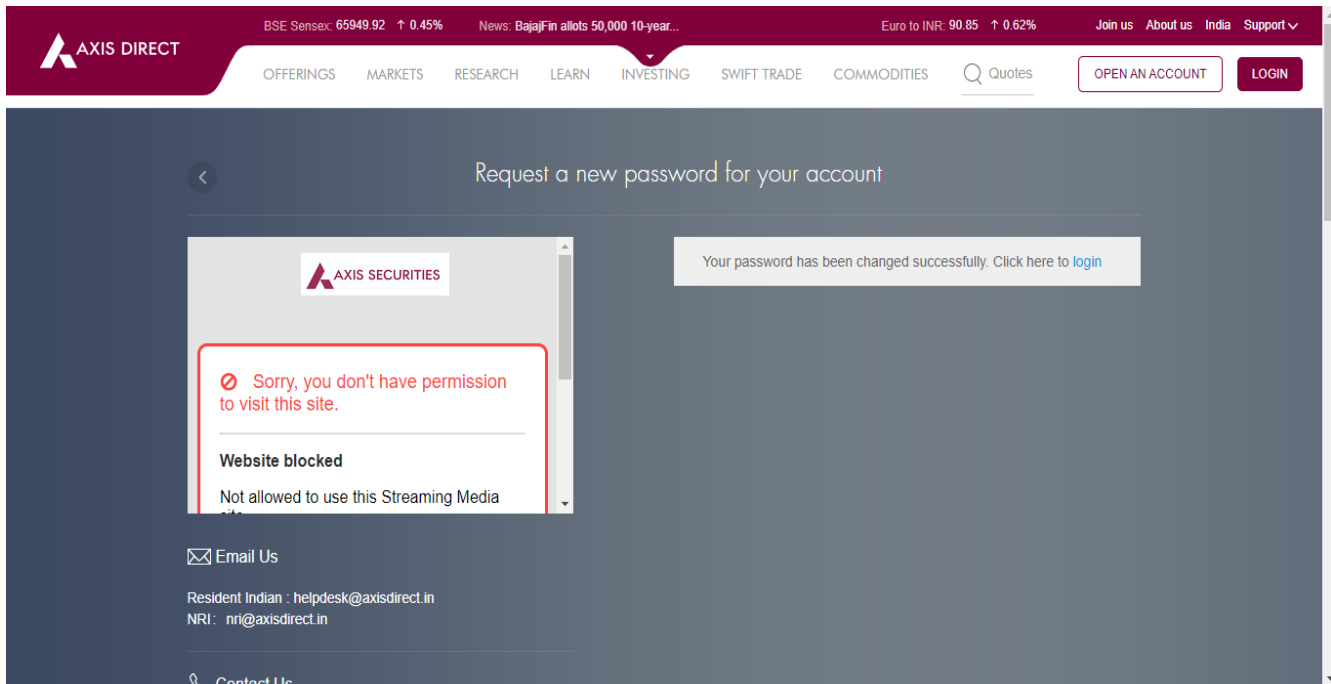 BSE Sensex: 65949.92 ↑ 0.45% News: BajajFin allots 50,000 10-year... Euro to INR: 90.85 ↑ 0.62% Join us About us India Support
AXIS DIRECT
OFFERINGS MARKETS RESEARCH LEARN INVESTING SWIFT TRADE COMMODITIES Quotes OPEN AN ACCOUNT LOGIN
Request a new password for your account
AXIS SECURITIES
Your password has been changed successfully. Click here to login
Sorry, you don't have permission
to visit this site.
Website blocked
Not allowed to use this Streaming Media
site
Email Us
Resident Indian : helpdesk@axisdirect.in
NRI : nri@axisdirect.in
Contact Us